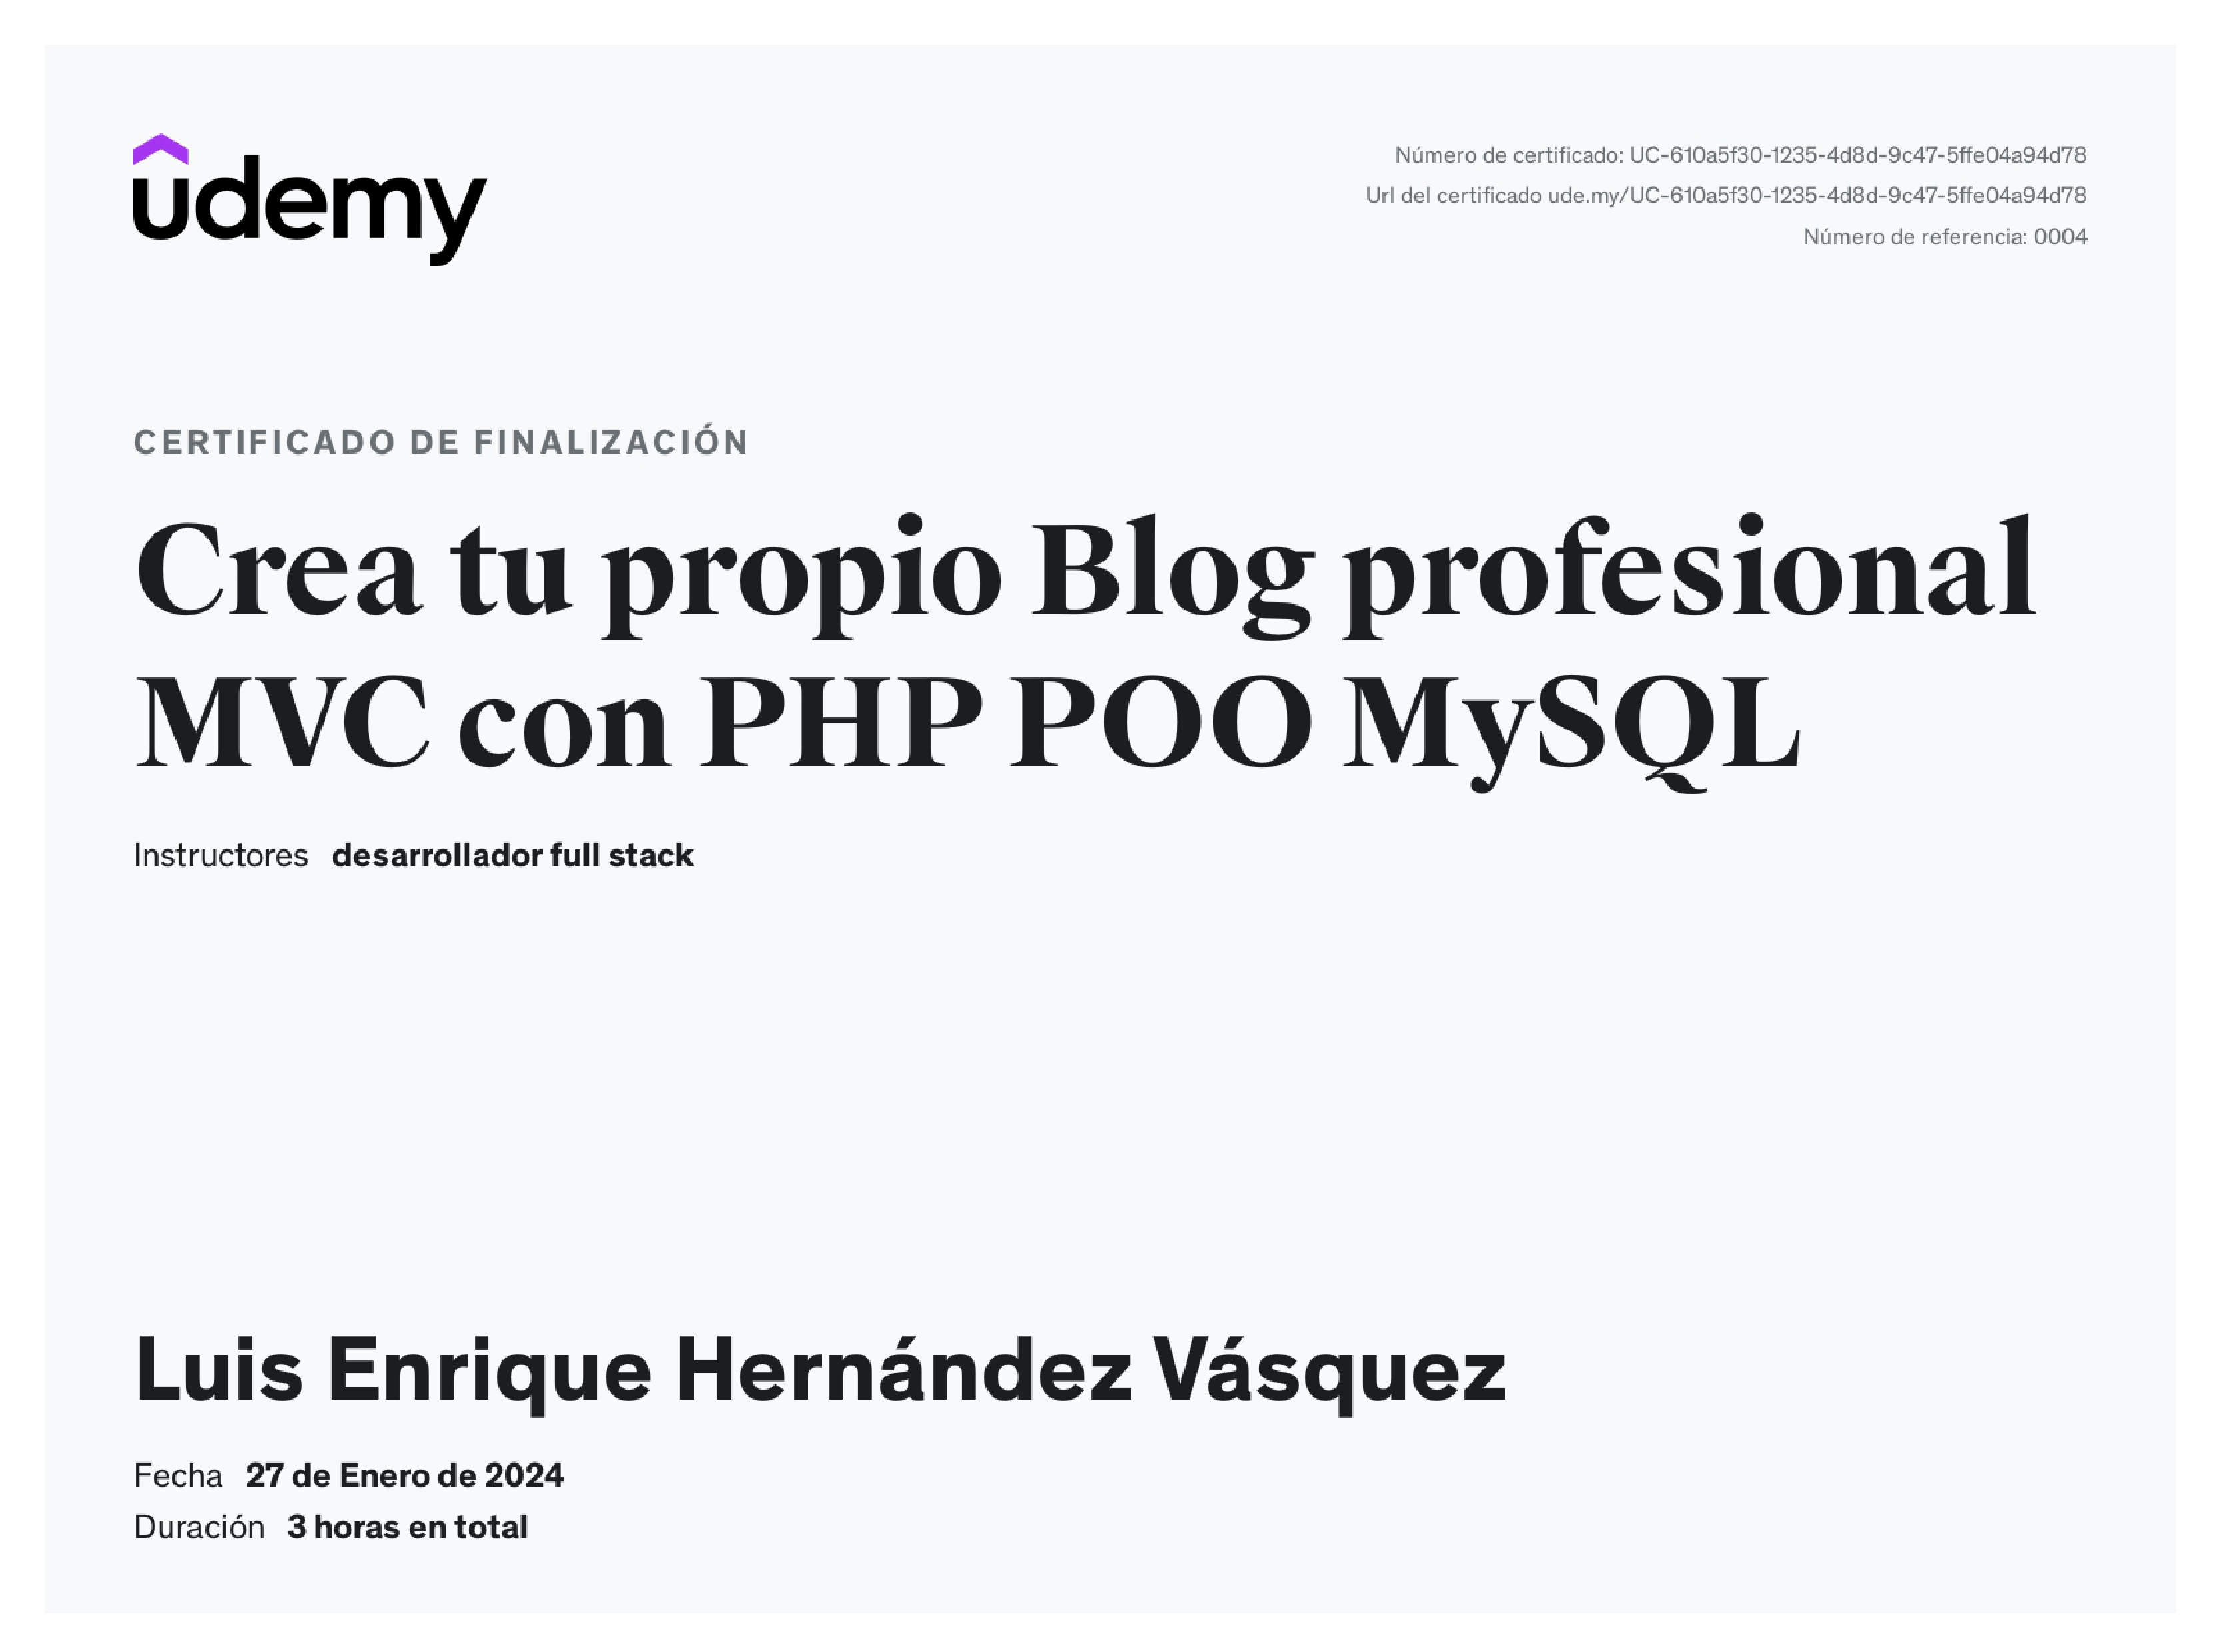 udemy
Número de certificado: UC-610a5f30-1235-4d8d-9c47-5ffe04a94d78
Url del certificado ude.my/UC-610a5f30-1235-4d8d-9c47-5ffe04a94d78
Número de referencia: 0004
CERTIFICADO DE FINALIZACIÓN
Crea tu propio Blog profesional
MVC con PHP POO MySQL
Instructores desarrollador full stack
Luis Enrique Hernández Vásquez
Fecha 27 de Enero de 2024
Duración 3 horas en total